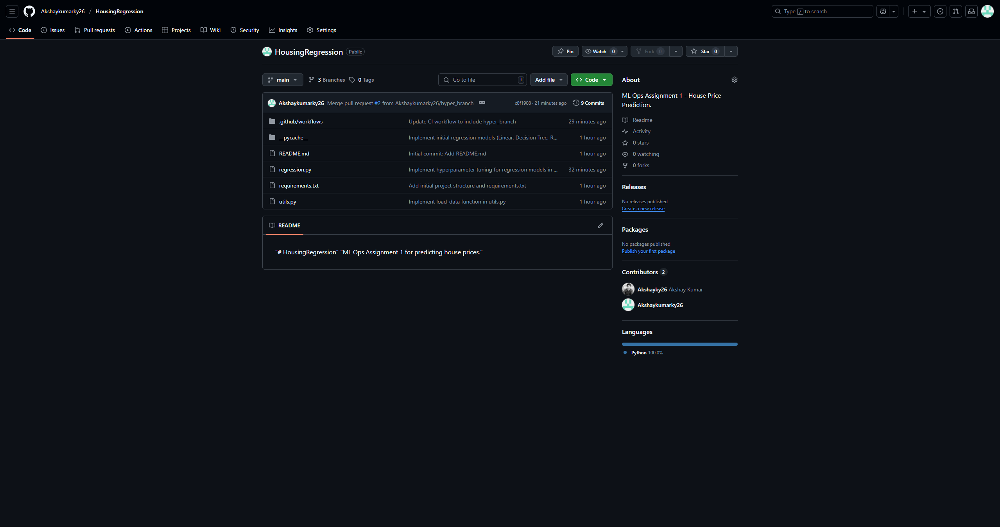 Akshaykumarky26 / HousingRegression
Type / to search
Code Issues Pull requests Actions Projects Wiki Security Insights Settings
HousingRegression Public
Pin Watch 0 Fork 0 Star 0
main 3 Branches 0 Tags
Go to file t Add file Code
Akshaykumarky26 Merge pull request #2 from Akshaykumarky26/hyper_branch c8f1908 · 21 minutes ago 9 Commits
.github/workflows Update CI workflow to include hyper_branch 29 minutes ago
__pycache__ Implement initial regression models (Linear, Decision Tree, R... 1 hour ago
README.md Initial commit: Add README.md 1 hour ago
regression.py Implement hyperparameter tuning for regression models in ... 32 minutes ago
requirements.txt Add initial project structure and requirements.txt 1 hour ago
utils.py Implement load_data function in utils.py 1 hour ago
README
"# HousingRegression" "ML Ops Assignment 1 for predicting house prices."
About
ML Ops Assignment 1 - House Price
Prediction.
Readme
Activity
0 stars
0 watching
0 forks
Releases
No releases published
Create a new release
Packages
No packages published
Publish your first package
Contributors 2
Akshayky26 Akshay Kumar
Akshaykumarky26
Languages
Python 100.0%